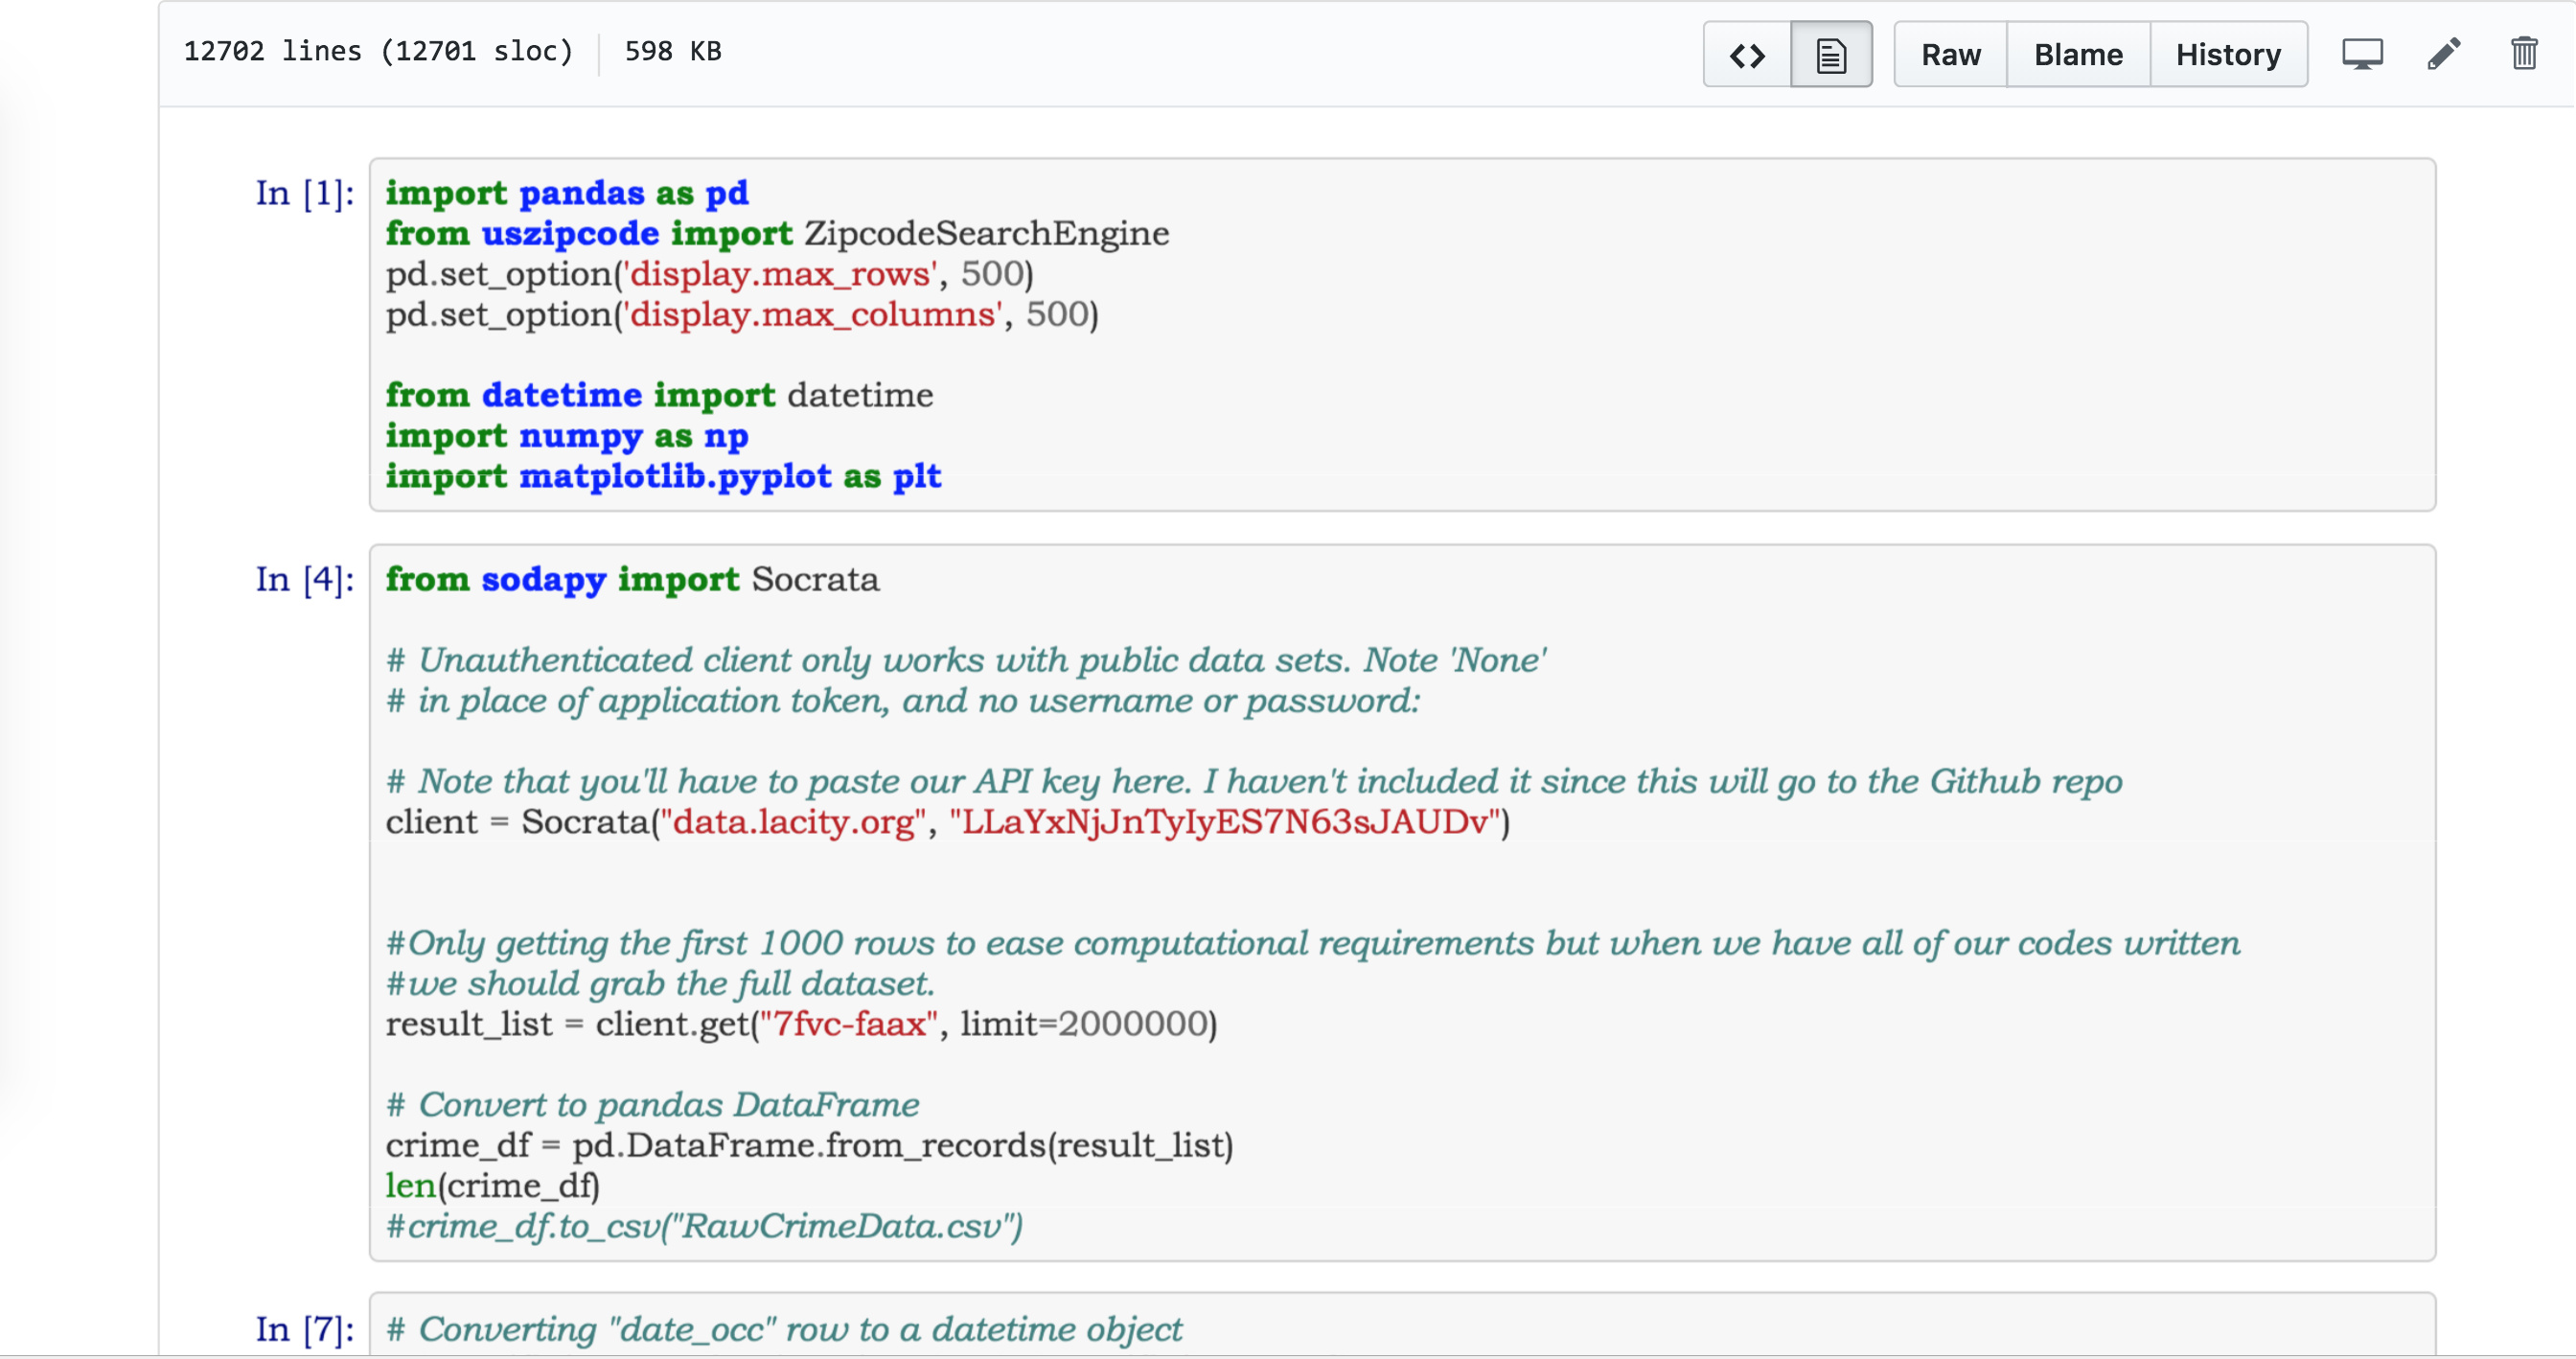 12702 lines (12701 sloc) 598 KB Raw Blame History
In [1]: import pandas as pd
from uszipcode import ZipcodeSearchEngine
pd.set_option('display.max_rows', 500)
pd.set_option('display.max_columns', 500)
from datetime import datetime
import numpy as np
import matplotlib.pyplot as plt
In [4]: from sodapy import Socrata
# Unauthenticated client only works with public data sets. Note 'None'
# in place of application token, and no username or password:
# Note that you'll have to paste our API key here. I haven't included it since this will go to the Github repo
client = Socrata("data.lacity.org", "LLaYxNjJnTyIyES7N63sJAUDv")
#Only getting the first 1000 rows to ease computational requirements but when we have all of our codes written
#we should grab the full dataset.
result_list = client.get("7fvc-faax", limit=2000000)
# Convert to pandas DataFrame
crime_df = pd.DataFrame.from_records(result_list)
len(crime_df)
#crime_df.to_csv("RawCrimeData.csv")
In [7]: # Converting "date_occ" row to a datetime object